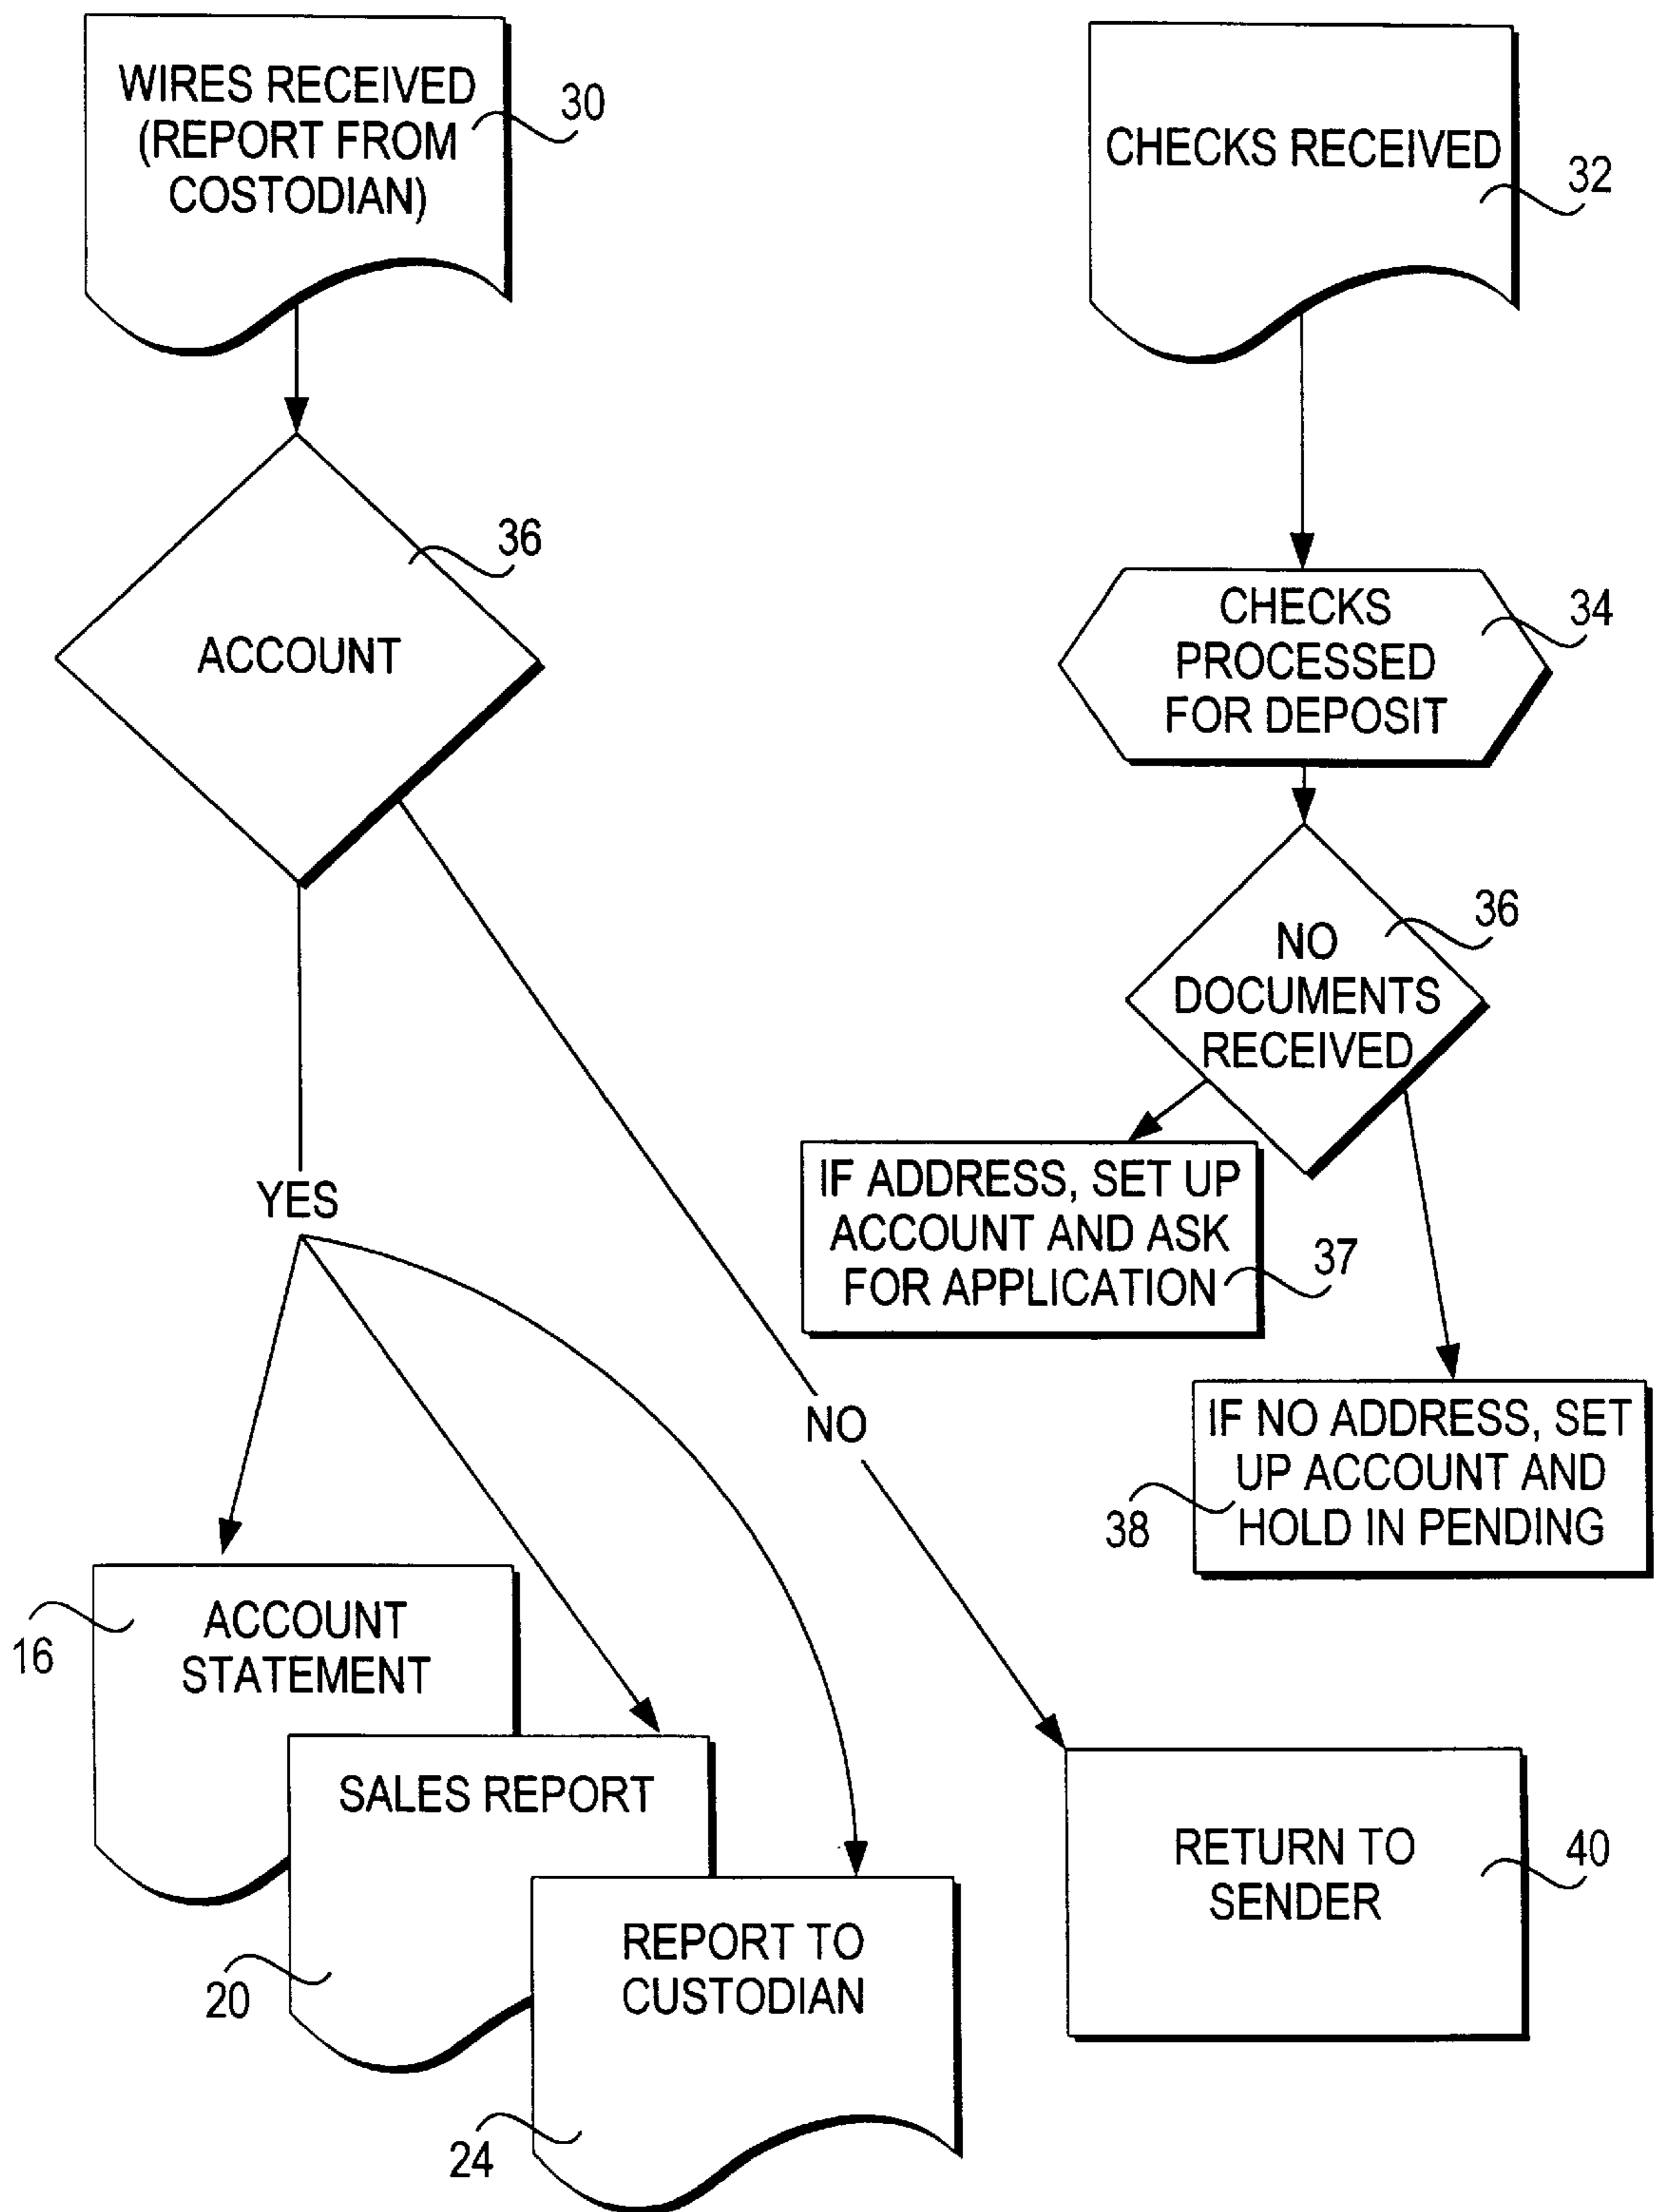 WIRES RECEIVED
(REPORT FROM
COSTODIAN)
30
CHECKS RECEIVED
32
36
ACCOUNT
CHECKS
PROCESSED
FOR DEPOSIT
34
36
NO
DOCUMENTS
RECEIVED
YES
IF ADDRESS, SET UP
ACCOUNT AND ASK
FOR APPLICATION
37
NO
IF NO ADDRESS, SET
UP ACCOUNT AND
HOLD IN PENDING
38
16
ACCOUNT
STATEMENT
SALES REPORT
20
REPORT TO
CUSTODIAN
24
RETURN TO
SENDER
40